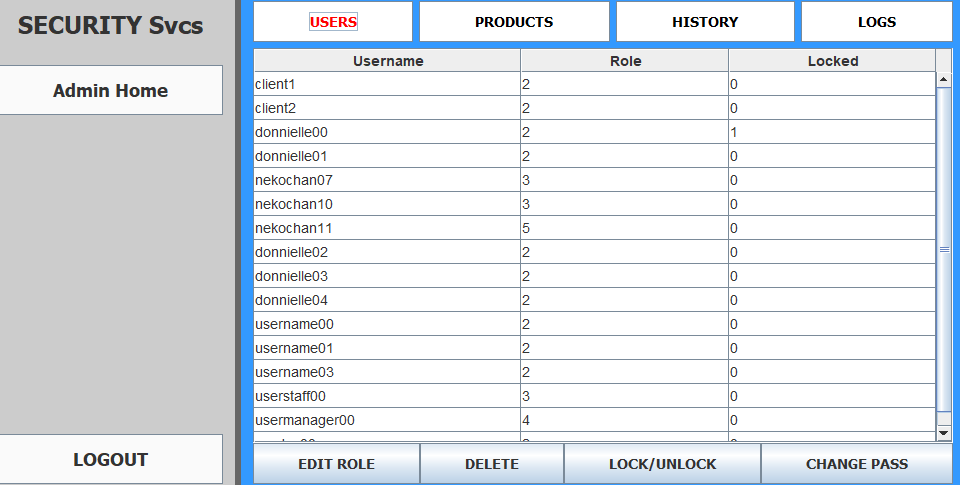 SECURITY Svcs
Admin Home
LOGOUT
USERS PRODUCTS HISTORY LOGS
Username Role Locked
client1 2 0
client2 2 0
donnielle00 2 1
donnielle01 2 0
nekochan07 3 0
nekochan10 3 0
nekochan11 5 0
donnielle02 2 0
donnielle03 2 0
donnielle04 2 0
username00 2 0
username01 2 0
username03 2 0
userstaff00 3 0
usermanager00 4 0
EDIT ROLE DELETE LOCK/UNLOCK CHANGE PASS